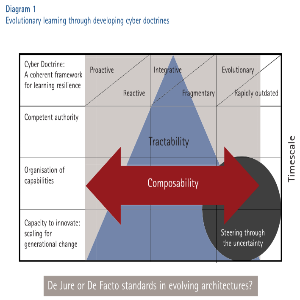 Diagram 1
Evolutionary learning through developing cyber doctrines
Cyber Doctrine:
A coherent framework
for learning resilience
Proactive
Reactive
Integrative
Fragmentary
Evolutionary
Rapidly outdated
Competent authority
Tractability
Organisation of
capabilities
Composability
Capacity to innovate:
scaling for
generational change
Steering through
the uncertainty
Timescale
De Jure or De Facto standards in evolving architectures?